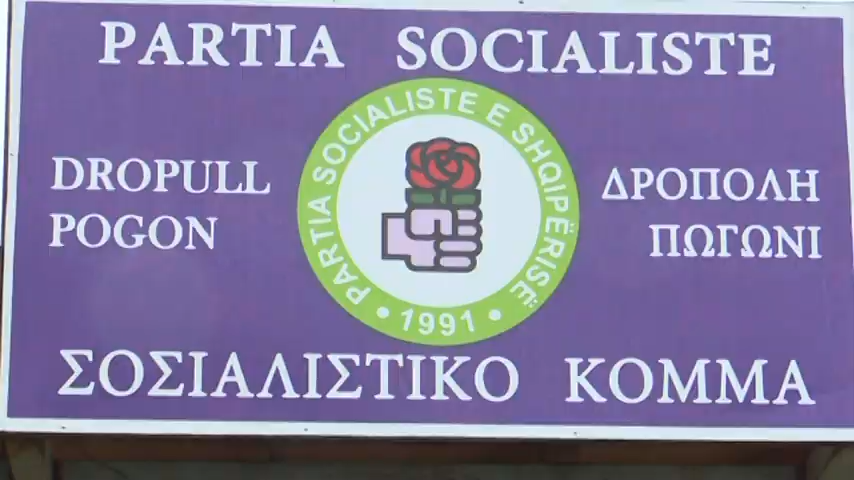 PARTIA SOCIALISTE
PARTIA SOCIALISTE E SHQIPËRISË
• 1991 •
DROPULL
POGON
ΔΡΟΠΟΛΗ
ΠΩΓΩΝΙ
ΣΟΣΙΑΛΙΣΤΙΚΟ ΚΟΜΜΑ